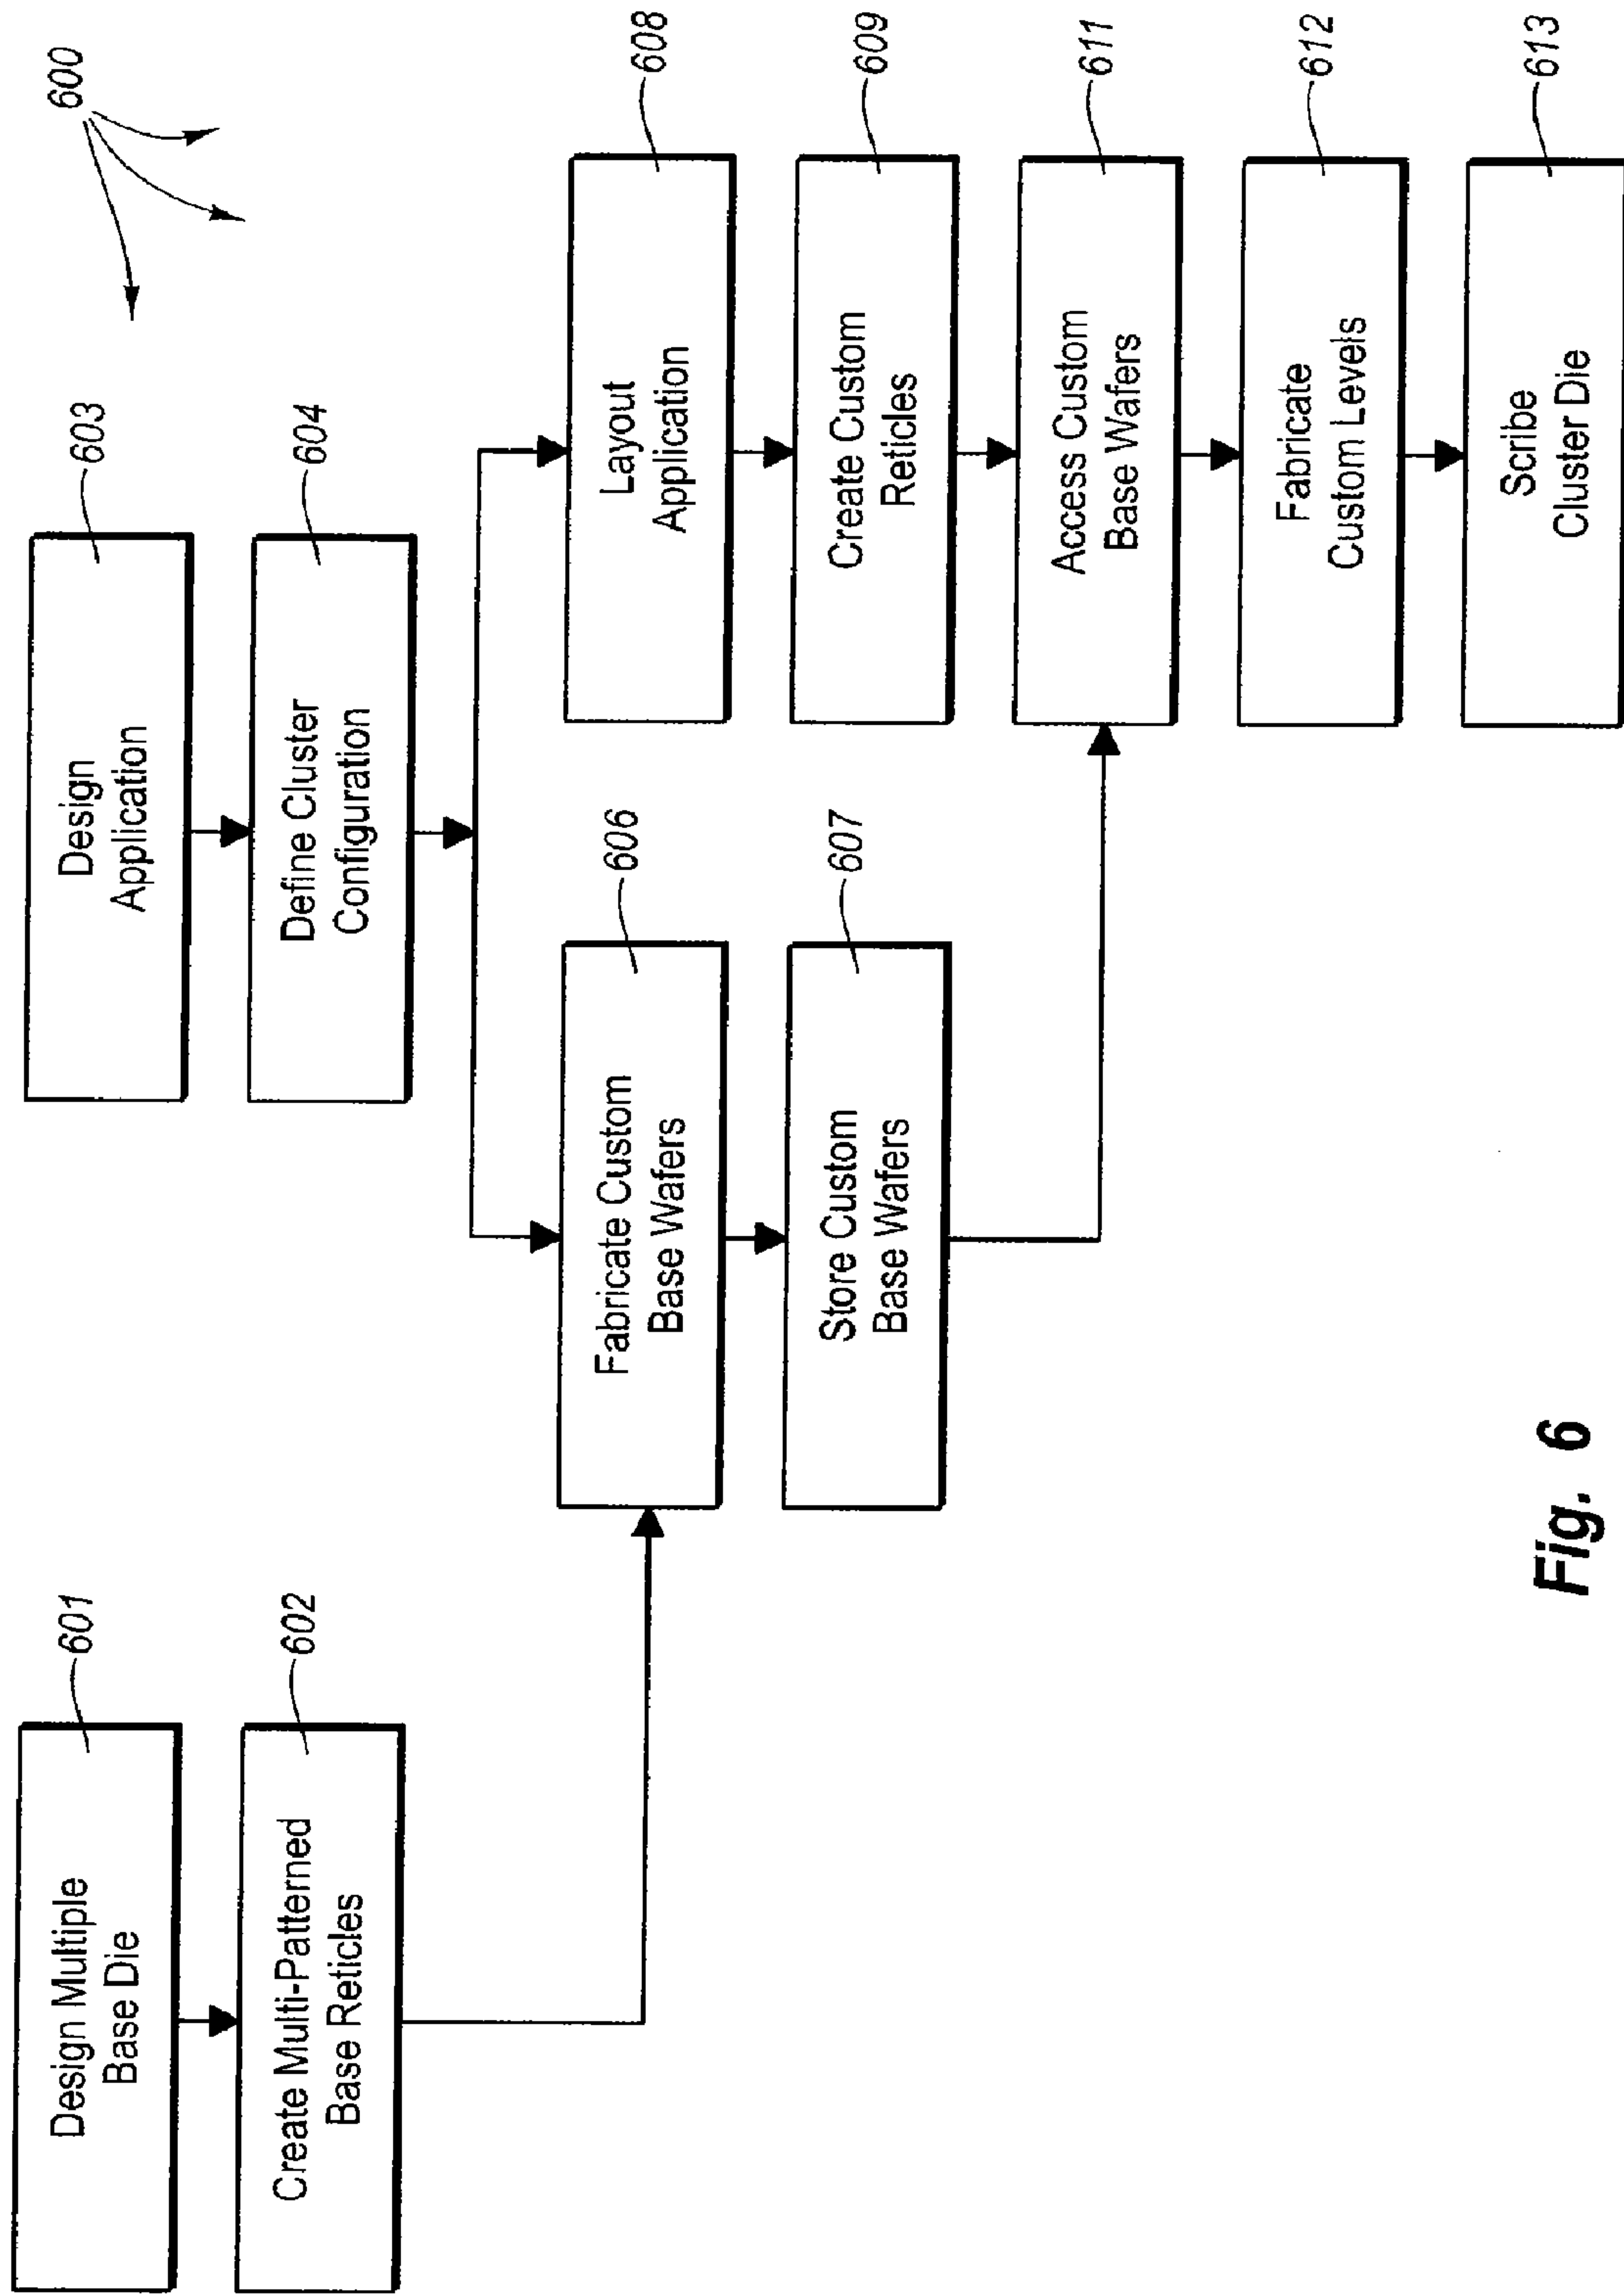 600
601
Design Multiple
Base Die
602
Create Multi-Patterned
Base Reticles
603
Design
Application
604
Define Cluster
Configuration
606
Fabricate Custom
Base Wafers
607
Store Custom
Base Wafers
608
Layout
Application
609
Create Custom
Reticles
611
Access Custom
Base Wafers
612
Fabricate
Custom Levels
613
Scribe
Cluster Die
Fig. 6